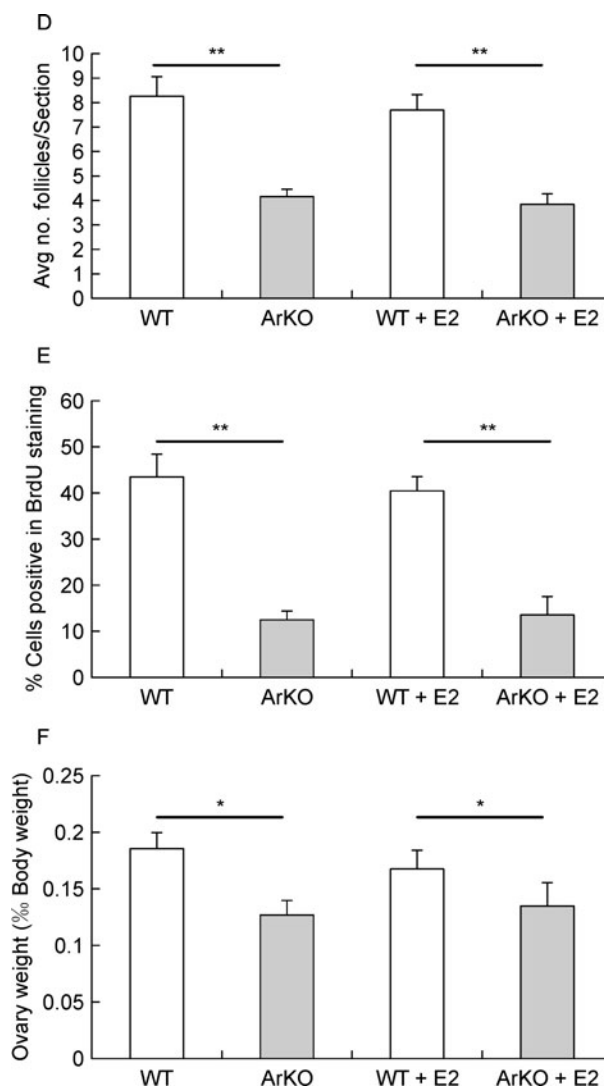 D
Avg no. follicles/Section
10
9
8
7
6
5
4
3
2
1
0
**
**
WT
ArKO
WT + E2
ArKO + E2
E
% Cells positive in BrdU staining
60
50
40
30
20
10
0
**
**
WT
ArKO
WT + E2
ArKO + E2
F
Ovary weight (‰ Body weight)
0.25
0.2
0.15
0.1
0.05
0
*
*
WT
ArKO
WT + E2
ArKO + E2